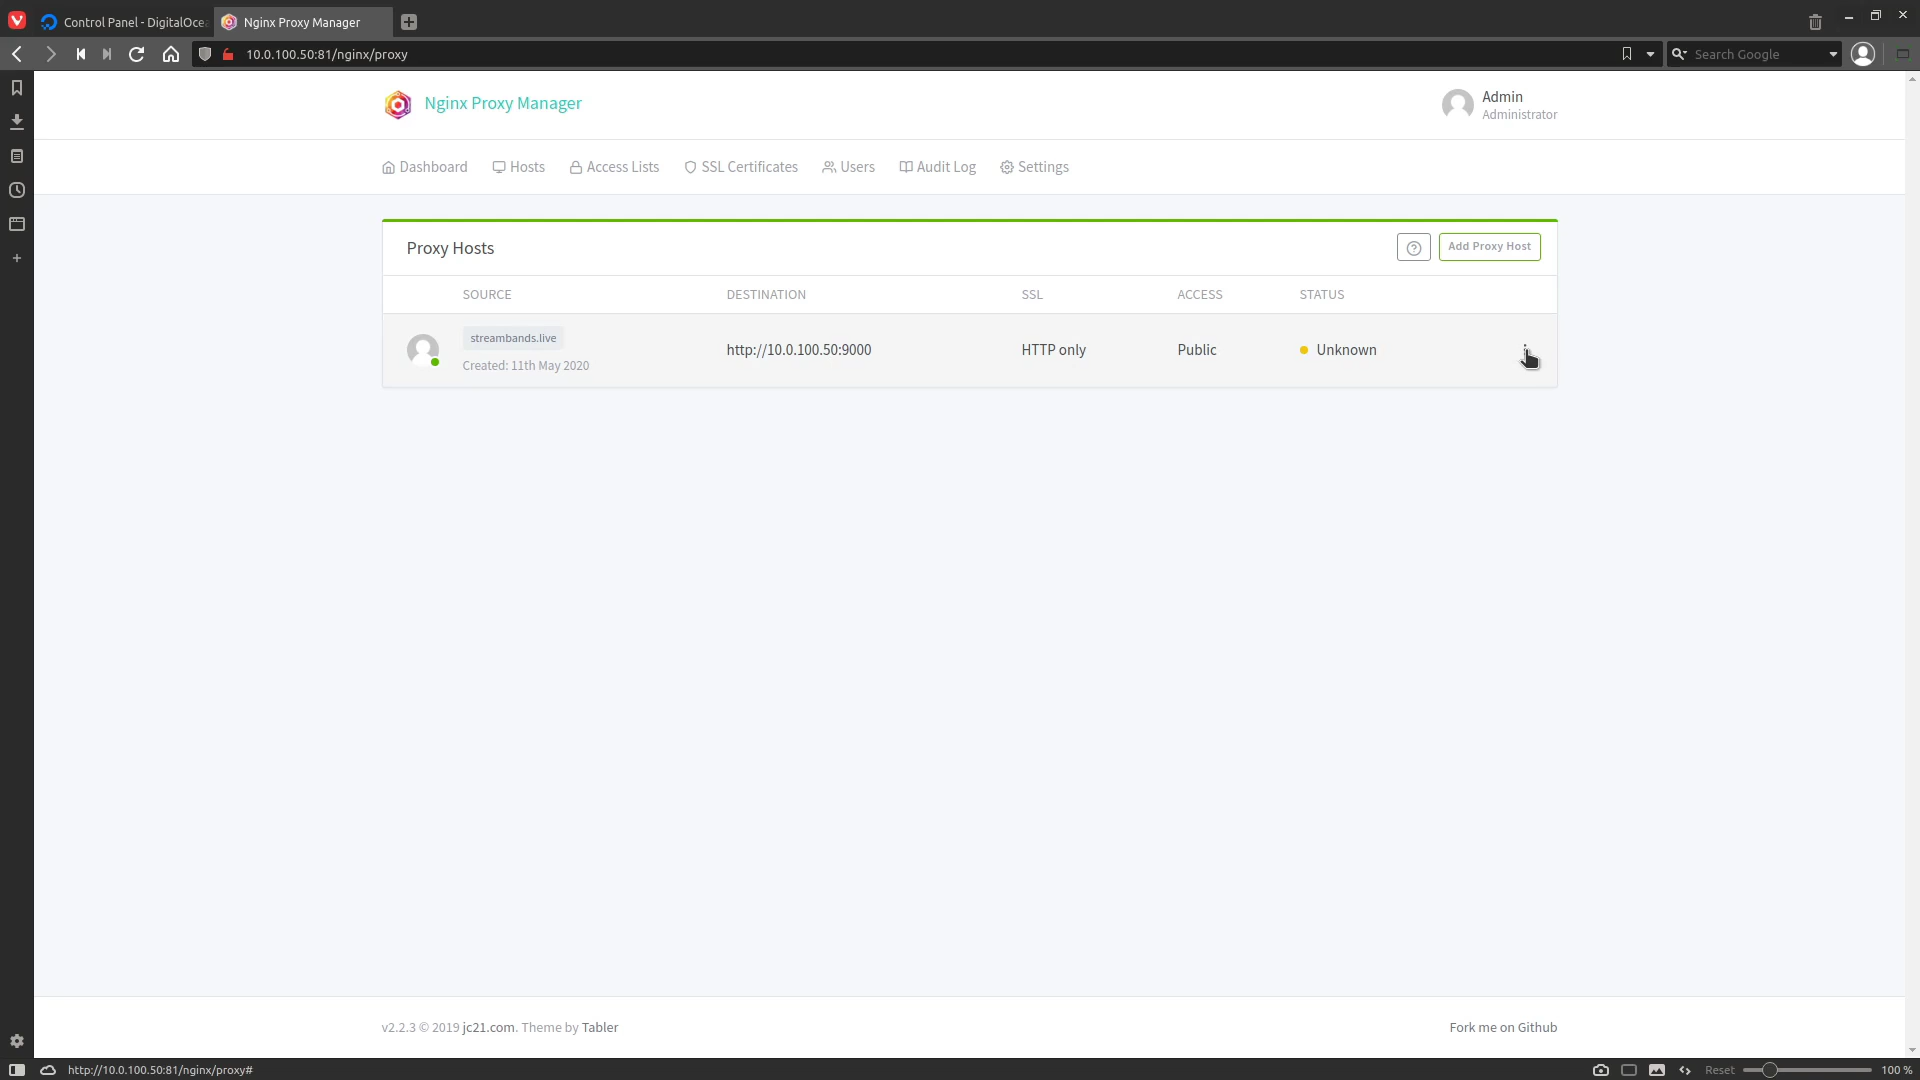 Control Panel - DigitalOce
Nginx Proxy Manager
10.0.100.50:81/nginx/proxy
Search Google
Nginx Proxy Manager
Admin
Administrator
Dashboard
Hosts
Access Lists
SSL Certificates
Users
Audit Log
Settings
Proxy Hosts
Add Proxy Host
SOURCE
DESTINATION
SSL
ACCESS
STATUS
streambands.live
Created: 11th May 2020
http://10.0.100.50:9000
HTTP only
Public
Unknown
v2.2.3 © 2019 jc21.com. Theme by Tabler
Fork me on Github
http://10.0.100.50:81/nginx/proxy#
Reset
100 %